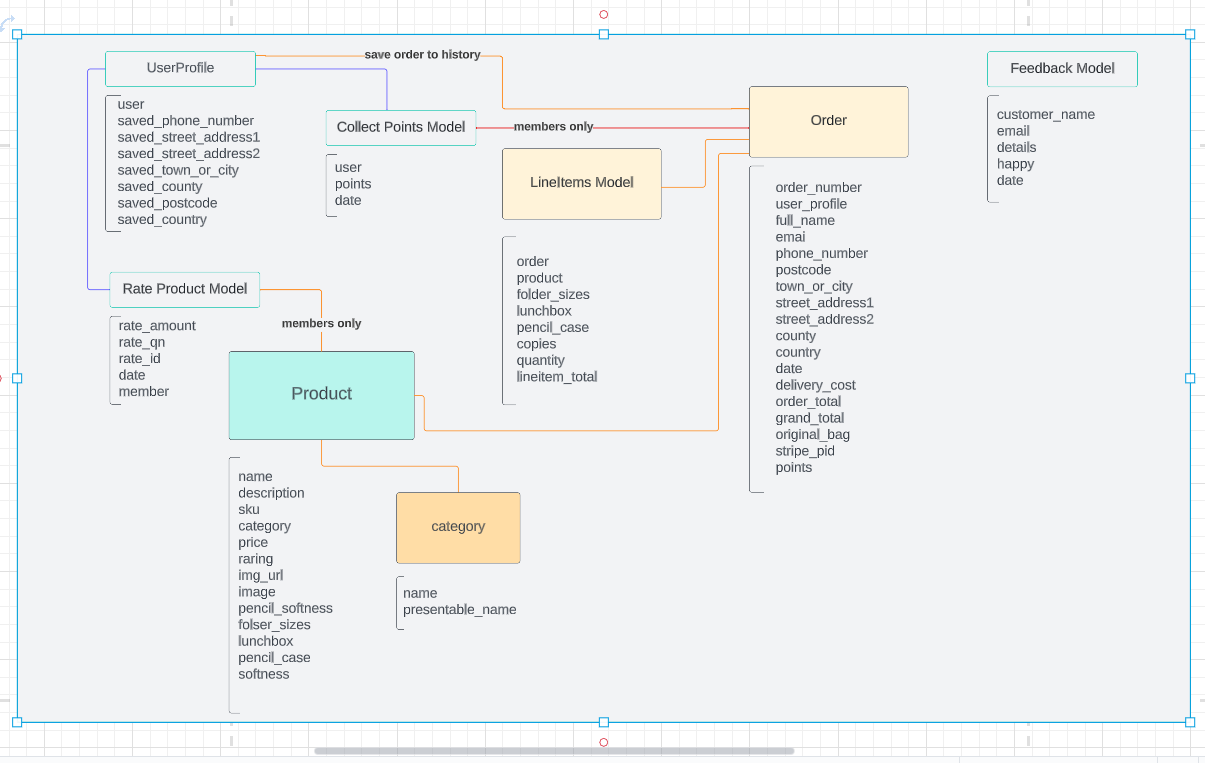 save order to history
UserProfile
user
saved_phone_number
saved_street_address1
saved_street_address2
saved_town_or_city
saved_county
saved_postcode
saved_country
Collect Points Model
members only
user
points
date
LineItems Model
order
product
folder_sizes
lunchbox
pencil_case
copies
quantity
lineitem_total
Order
order_number
user_profile
full_name
emai
phone_number
postcode
town_or_city
street_address1
street_address2
county
country
date
delivery_cost
order_total
grand_total
original_bag
stripe_pid
points
Feedback Model
customer_name
email
details
happy
date
Rate Product Model
members only
rate_amount
rate_qn
rate_id
date
member
Product
name
description
sku
category
price
raring
img_url
image
pencil_softness
folser_sizes
lunchbox
pencil_case
softness
category
name
presentable_name